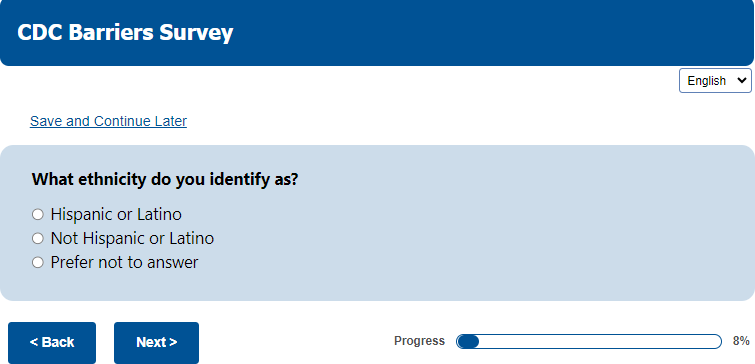 CDC Barriers Survey
English
Save and Continue Later
What ethnicity do you identify as?
Hispanic or Latino
Not Hispanic or Latino
Prefer not to answer
< Back Next > Progress 8%